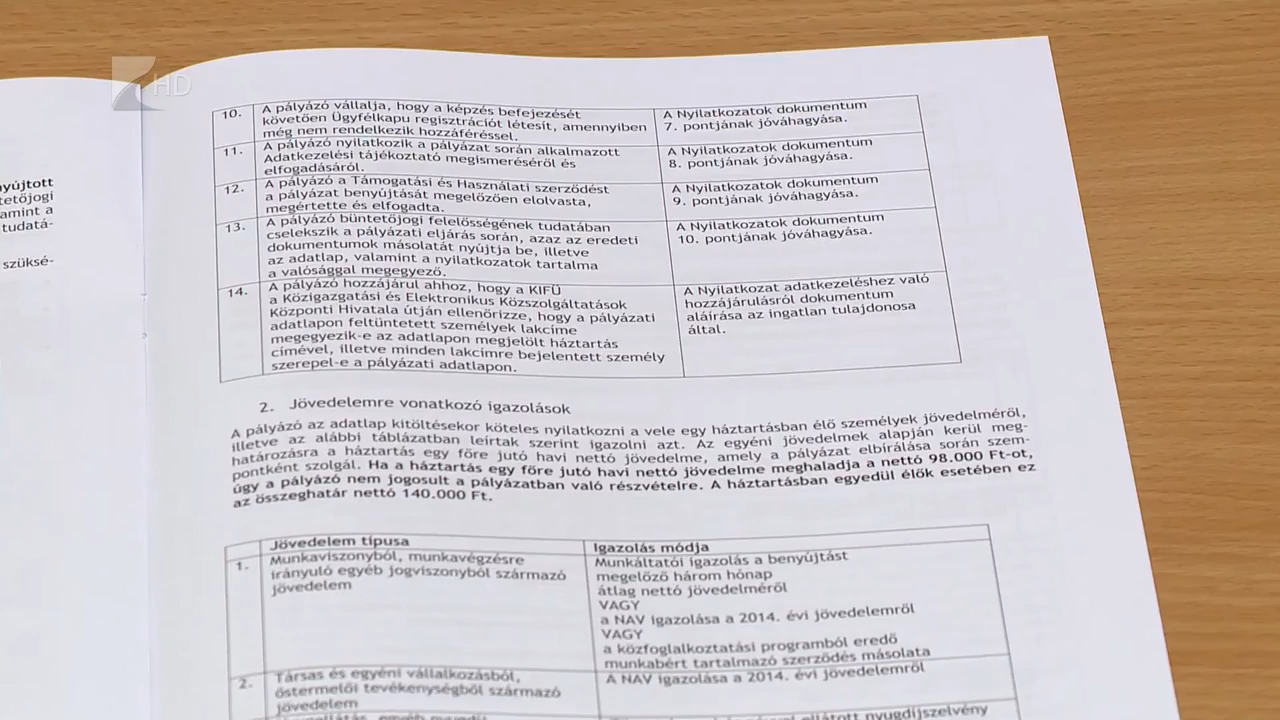 HD
nyújtott
tetőjogi
amint a
tudatá-
szüksé-
10. A pályázó vállalja, hogy a képzés befejezését
követően Ügyfélkapu regisztrációt létesít, amennyiben
még nem rendelkezik hozzáféréssel.
A Nyilatkozatok dokumentum
7. pontjának jóváhagyása.
11. A pályázó nyilatkozik a pályázat során alkalmazott
Adatkezelési tájékoztató megismeréséről és
elfogadásáról.
A Nyilatkozatok dokumentum
8. pontjának jóváhagyása.
12. A pályázó a Támogatási és Használati szerződést
a pályázat benyújtását megelőzően elolvasta,
megértette és elfogadta.
A Nyilatkozatok dokumentum
9. pontjának jóváhagyása.
13. A pályázó büntetőjogi felelősségének tudatában
cselekszik a pályázati eljárás során, azaz az eredeti
dokumentumok másolatát nyújtja be, illetve
az adatlap, valamint a nyilatkozatok tartalma
a valósággal megegyező.
A Nyilatkozatok dokumentum
10. pontjának jóváhagyása.
14. A pályázó hozzájárul ahhoz, hogy a KIFÜ
a Közigazgatási és Elektronikus Közszolgáltatások
Központi Hivatala útján ellenőrizze, hogy a pályázati
adatlapon feltüntetett személyek lakcíme
megegyezik-e az adatlapon megjelölt háztartás
címével, illetve minden lakcímre bejelentett személy
szerepel-e a pályázati adatlapon.
A Nyilatkozat adatkezeléshez való
hozzájárulásról dokumentum
aláírása az ingatlan tulajdonosa
által.
2. Jövedelemre vonatkozó igazolások
A pályázó az adatlap kitöltésekor köteles nyilatkozni a vele egy háztartásban élő személyek jövedelméről,
illetve az alábbi táblázatban leírtak szerint igazolni azt. Az egyéni jövedelmek alapján kerül meg-
határozásra a háztartás egy főre jutó havi nettó jövedelme, amely a pályázat elbírálása során szem-
pontként szolgál. Ha a háztartás egy főre jutó havi nettó jövedelme meghaladja a nettó 98.000 Ft-ot,
úgy a pályázó nem jogosult a pályázatban való részvételre. A háztartásban egyedül élők esetében ez
az összeghatár nettó 140.000 Ft.
Jövedelem típusa
Igazolás módja
1. Munkaviszonyból, munkavégzésre
irányuló egyéb jogviszonyból származó
jövedelem
Munkáltatói igazolás a benyújtást
megelőző három hónap
átlag nettó jövedelméről
VAGY
a NAV igazolása a 2014. évi jövedelemről
VAGY
a közfoglalkoztatási programból eredő
munkabért tartalmazó szerződés másolata
2. Társas és egyéni vállalkozásból,
őstermelői tevékenységből származó
jövedelem
A NAV igazolása a 2014. évi jövedelemről
ellátott nyugdíjszelvény